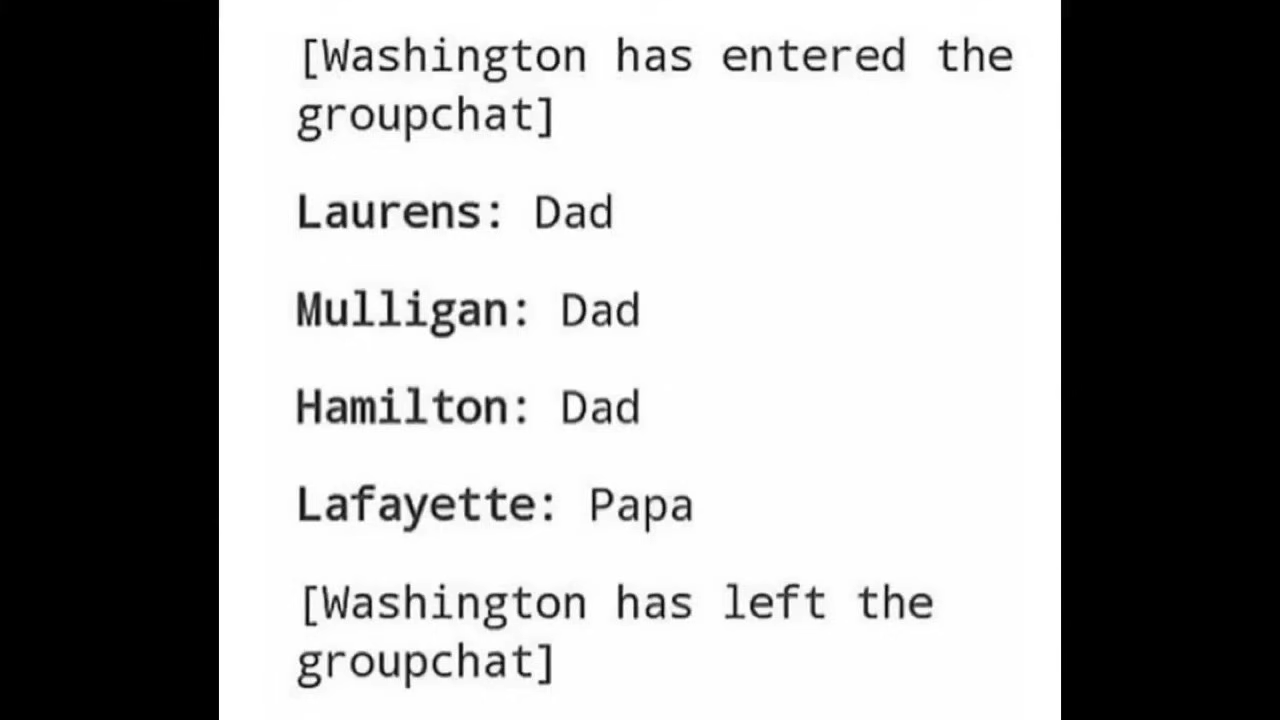 [Washington has entered the
groupchat]
Laurens: Dad
Mulligan: Dad
Hamilton: Dad
Lafayette: Papa
[Washington has left the
groupchat]